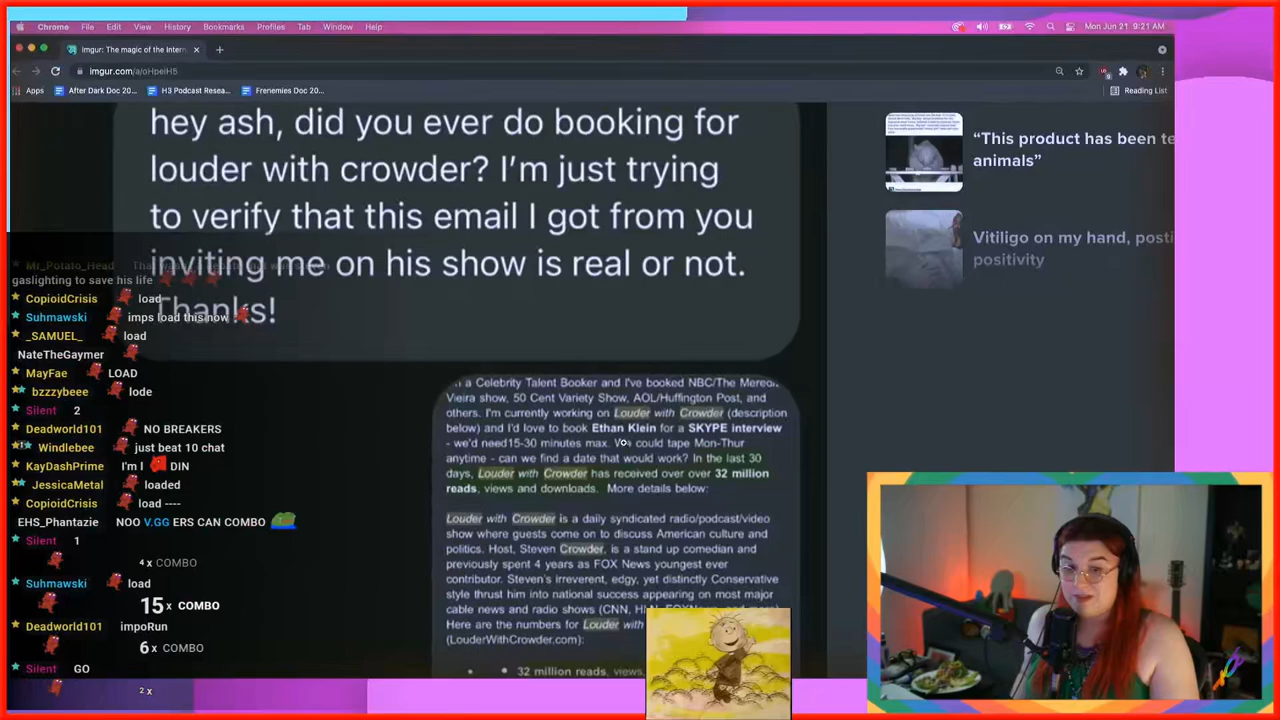 Chrome File Edit View History Bookmarks Profiles Tab Window Help
Mon Jun 21 9:21 AM
Imgur: The magic of the Intern
imgur.com/a/oHpeIH5
Apps After Dark Doc 20... H3 Podcast Resea... Frenemies Doc 20...
Reading List
hey ash, did you ever do booking for
louder with crowder? I'm just trying
to verify that this email I got from you
inviting me on his show is real or not.
Thanks!
"This product has been te
animals"
Vitiligo on my hand, posti
positivity
Mr_Potato_Head
gaslighting to save his life
CopioidCrisis load
Suhmawski imps load this now
_SAMUEL_ load
NateTheGaymer
MayFae LOAD
bzzzybeee lode
Silent 2
Deadworld101 NO BREAKERS
Windlebee just beat 10 chat
KayDashPrime I'm l DIN
JessicaMetal loaded
CopioidCrisis load ----
EHS_Phantazie NOO V.GG ERS CAN COMBO
Silent 1
4 x COMBO
Suhmawski load
15 x COMBO
Deadworld101 impoRun
6 x COMBO
Silent GO
2 x
a Celebrity Talent Booker and I've booked NBC/The Mered
Vieira show, 50 Cent Variety Show, AOL/Huffington Post, and
others. I'm currently working on Louder with Crowder (description
below) and I'd love to book Ethan Klein for a SKYPE interview
- we'd need15-30 minutes max. We could tape Mon-Thur
anytime - can we find a date that would work? In the last 30
days, Louder with Crowder has received over over 32 million
reads, views and downloads. More details below:
Louder with Crowder is a daily syndicated radio/podcast/video
show where guests come on to discuss American culture and
politics. Host, Steven Crowder, is a stand up comedian and
previously spent 4 years as FOX News youngest ever
contributor. Steven's irreverent, edgy, yet distinctly Conservative
style thrust him into national success appearing on most major
cable news and radio shows (CNN, HLN,
Here are the numbers for Louder with
(LouderWithCrowder.com):
32 million reads, views,